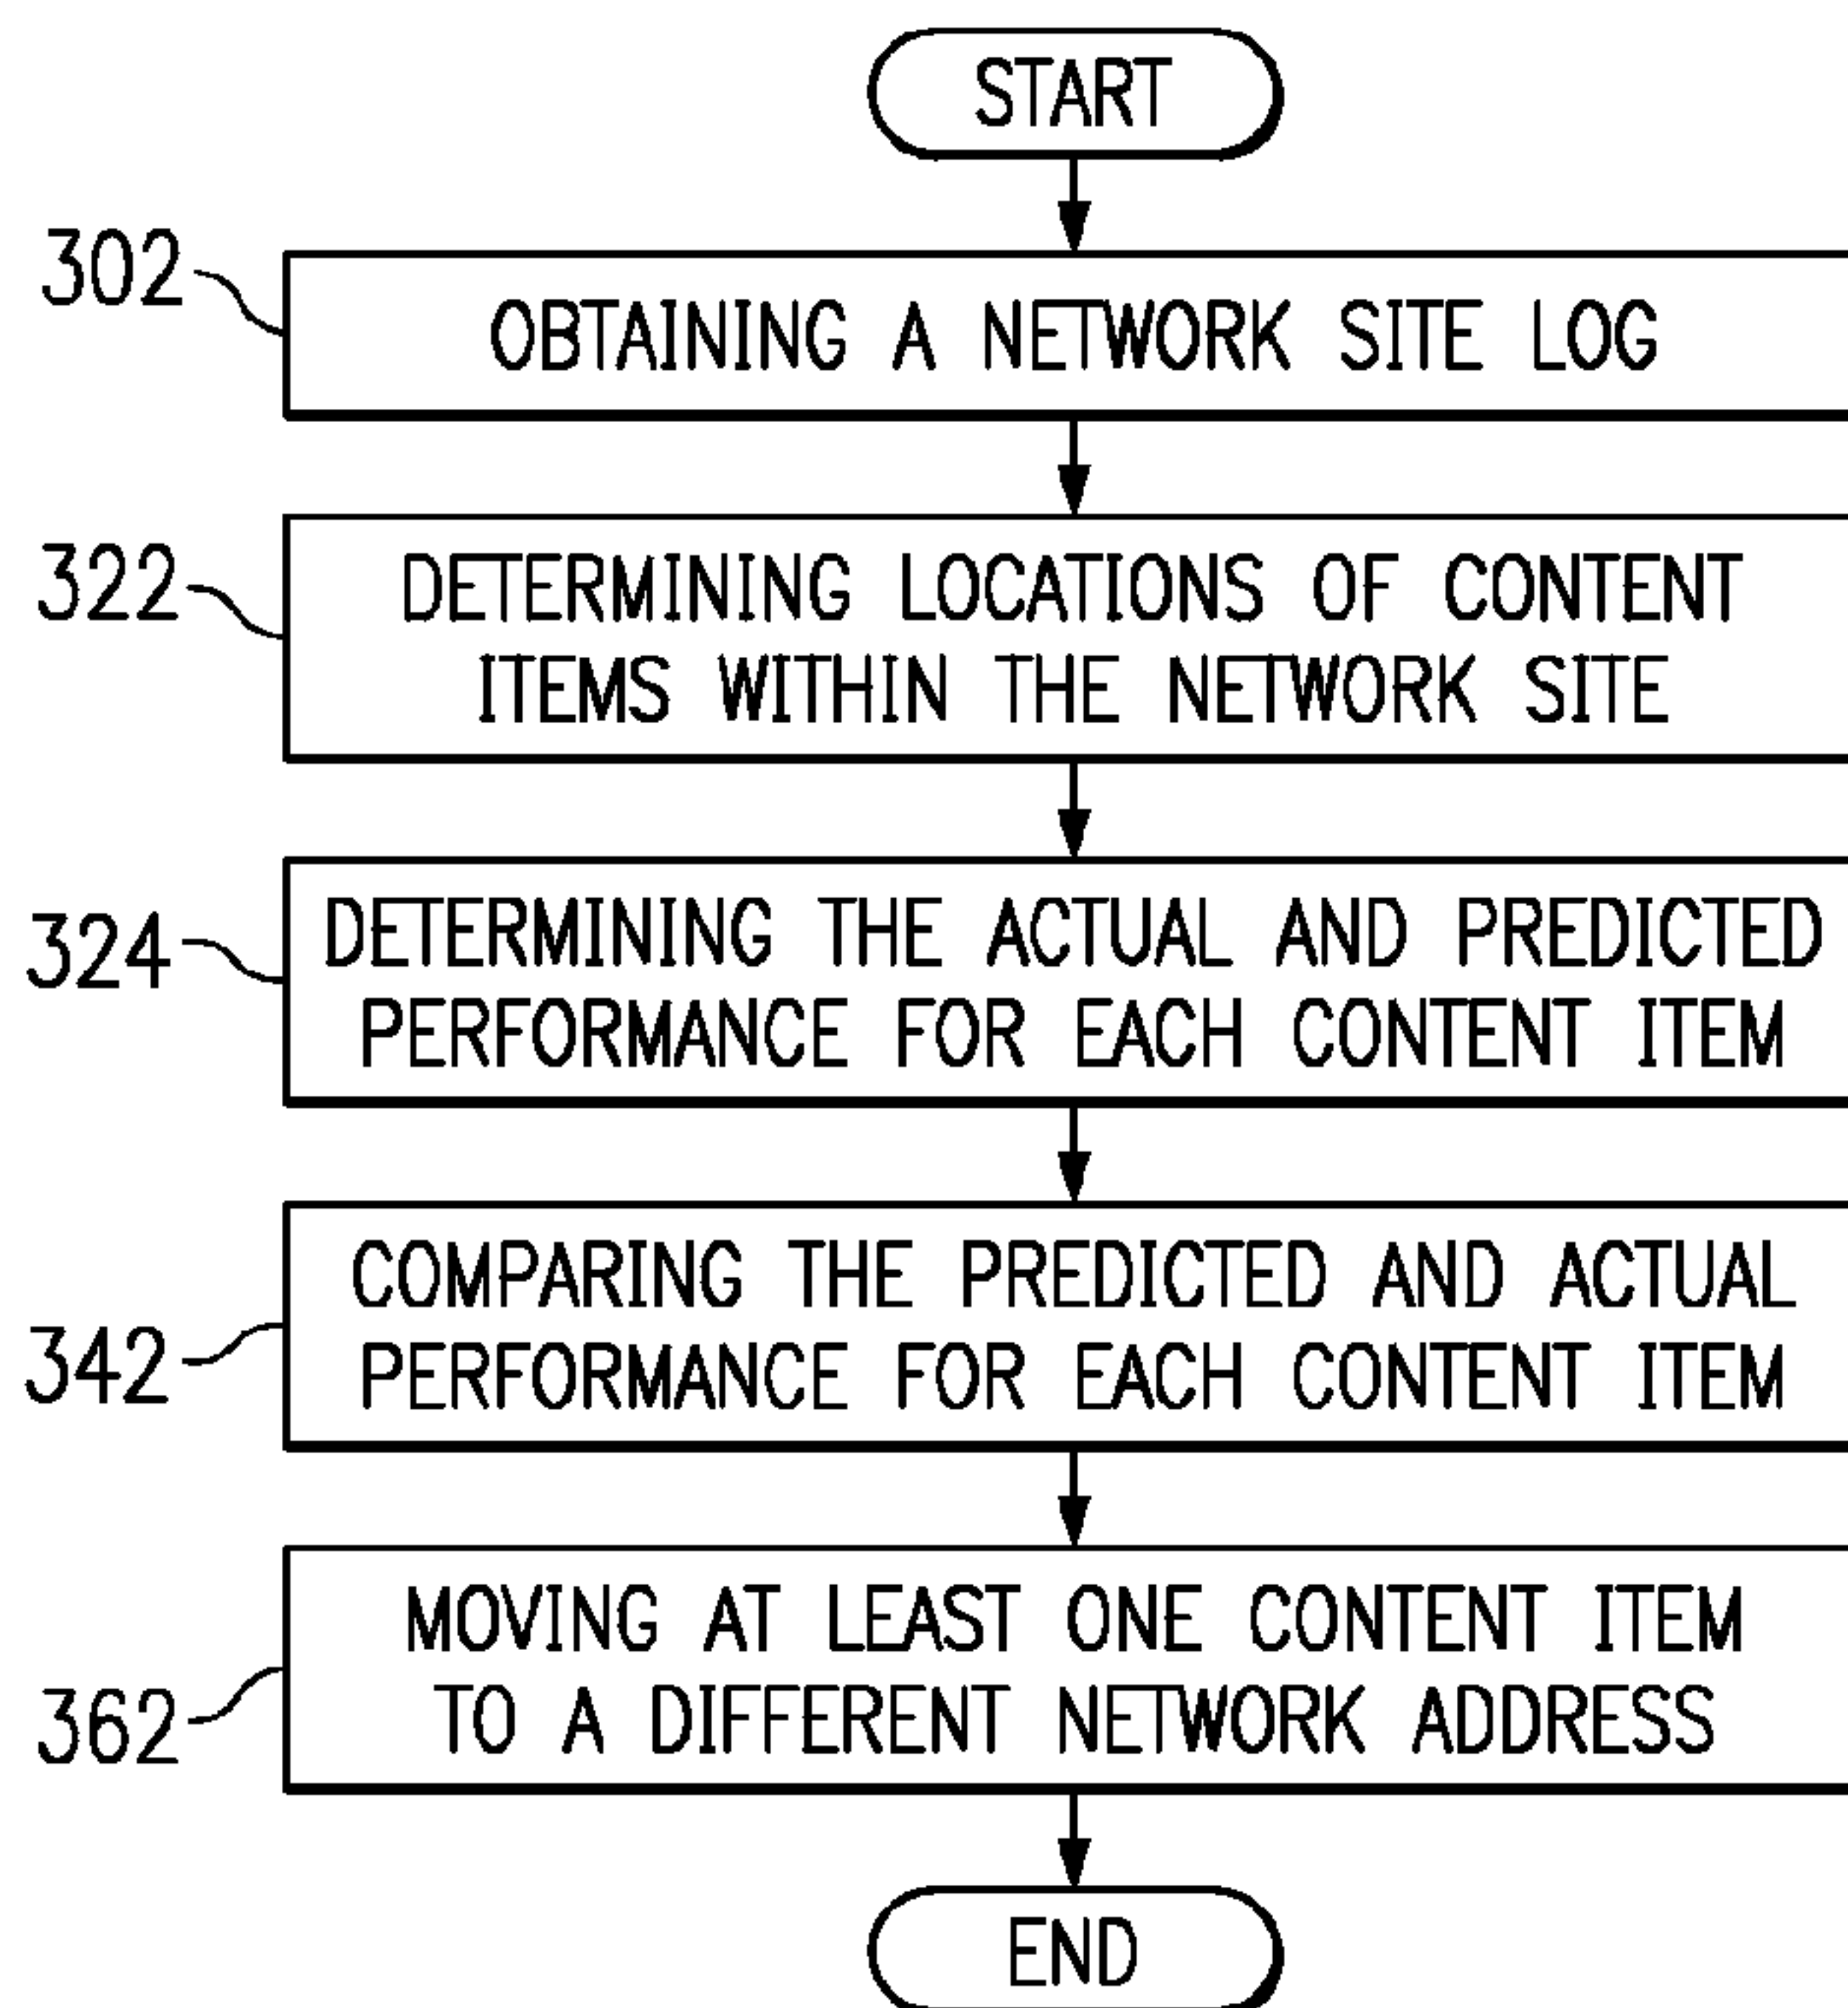 START
302
OBTAINING A NETWORK SITE LOG
322
DETERMINING LOCATIONS OF CONTENT
ITEMS WITHIN THE NETWORK SITE
324
DETERMINING THE ACTUAL AND PREDICTED
PERFORMANCE FOR EACH CONTENT ITEM
342
COMPARING THE PREDICTED AND ACTUAL
PERFORMANCE FOR EACH CONTENT ITEM
362
MOVING AT LEAST ONE CONTENT ITEM
TO A DIFFERENT NETWORK ADDRESS
END